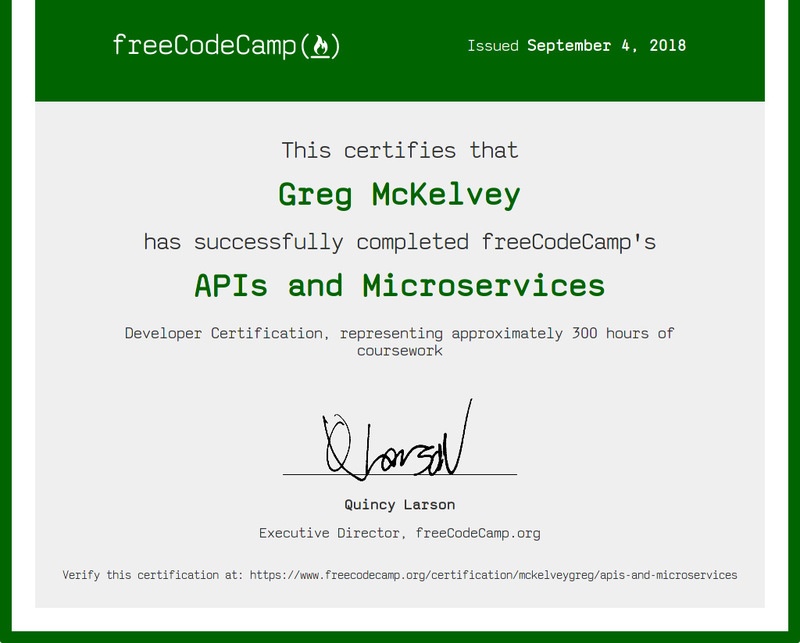 freeCodeCamp(🔥)
Issued September 4, 2018
This certifies that
Greg McKelvey
has successfully completed freeCodeCamp's
APIs and Microservices
Developer Certification, representing approximately 300 hours of
coursework
Q Larson
Quincy Larson
Executive Director, freeCodeCamp.org
Verify this certification at: https://www.freecodecamp.org/certification/mckelveygreg/apis-and-microservices